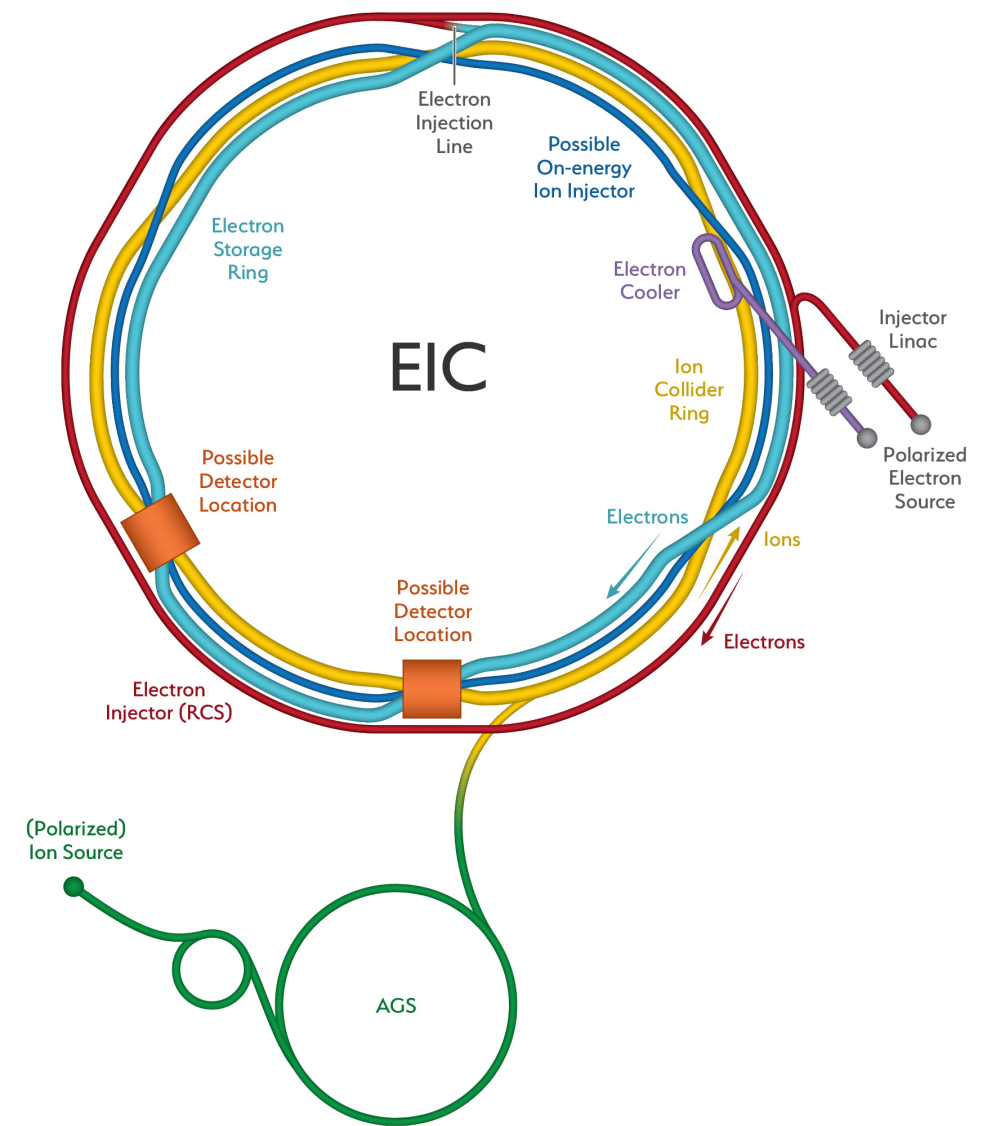 Electron
Injection
Line
Possible
On-energy
Ion Injector
Electron
Storage
Ring
Electron
Cooler
Injector
Linac
EIC
Ion
Collider
Ring
Polarized
Electron
Source
Possible
Detector
Location
Electrons
Ions
Possible
Detector
Location
Electrons
Electron
Injector (RCS)
(Polarized)
Ion Source
AGS